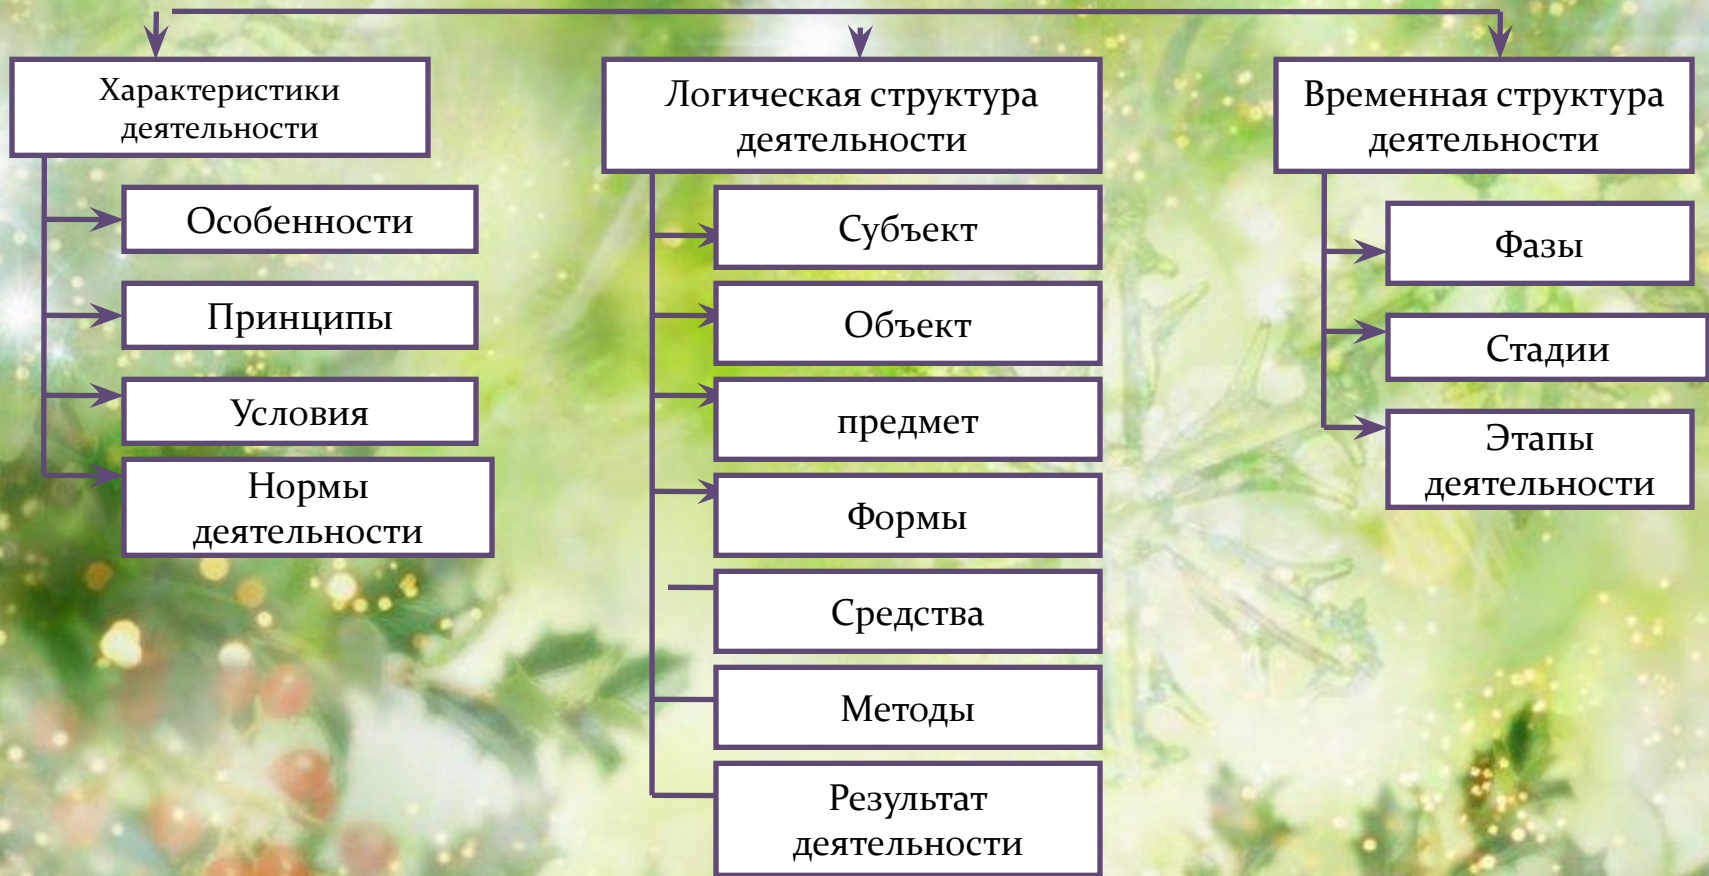 Характеристики
деятельности
Особенности
Принципы
Условия
Нормы
деятельности
Логическая структура
деятельности
Субъект
Объект
предмет
Формы
Средства
Методы
Результат
деятельности
Временная структура
деятельности
Фазы
Стадии
Этапы
деятельности